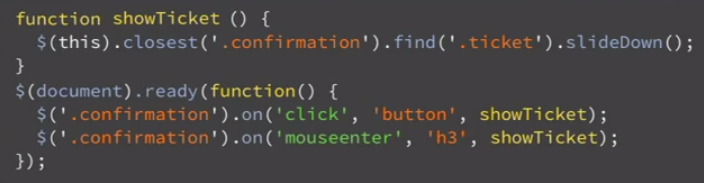 function showTicket () {
  $(this).closest('.confirmation').find('.ticket').slideDown();
}
$(document).ready(function() {
  $('.confirmation').on('click', 'button', showTicket);
  $('.confirmation').on('mouseenter', 'h3', showTicket);
});